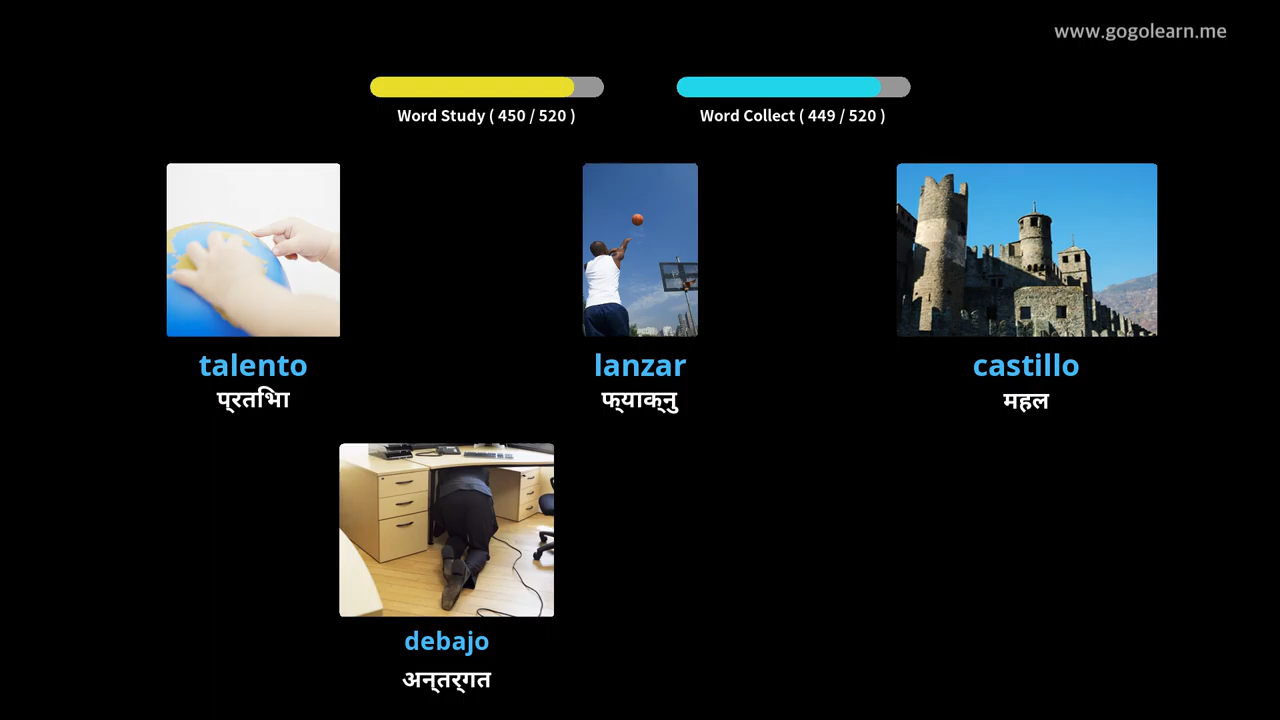 www.gogolearn.me
Word Study ( 450 / 520 )
Word Collect ( 449 / 520 )
talento
lanzar
castillo
प्रतिभा
फ्याक्नु
महल
debajo
अन्तर्गत